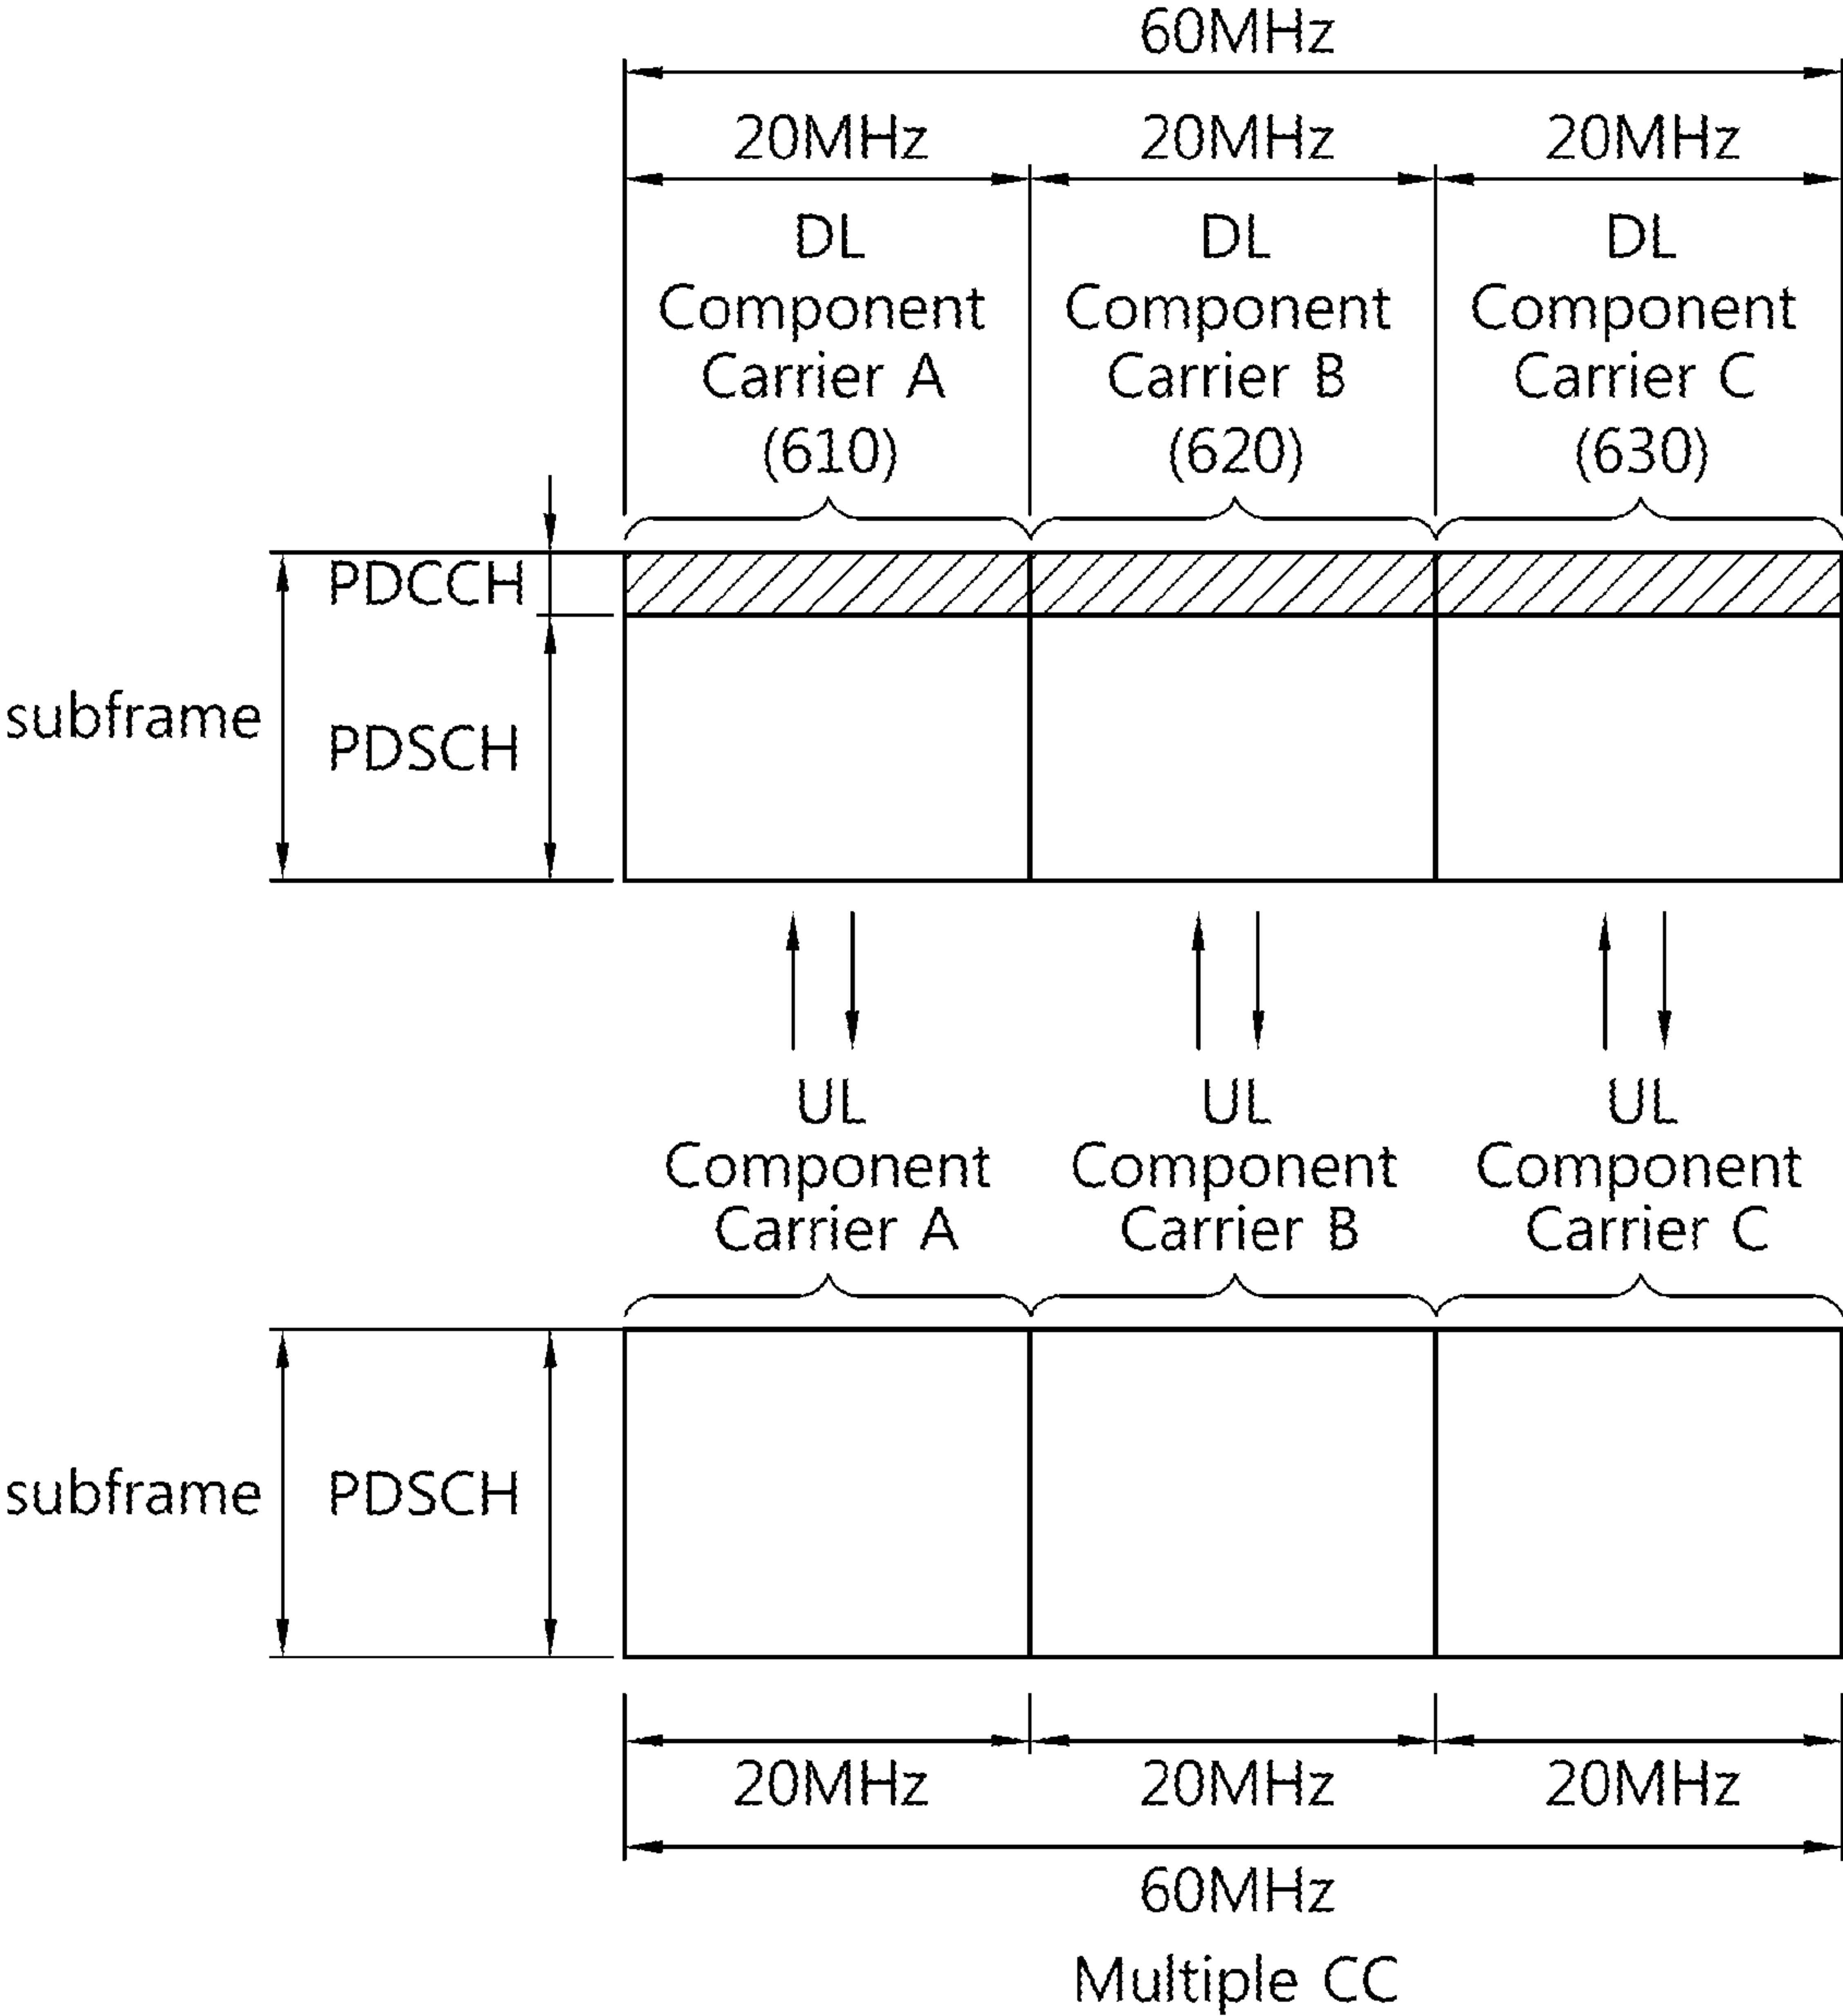 60MHz
20MHz 20MHz 20MHz
DL DL DL
Component Component Component
Carrier A Carrier B Carrier C
(610) (620) (630)
PDCCH
subframe PDSCH
UL UL UL
Component Component Component
Carrier A Carrier B Carrier C
subframe PDSCH
20MHz 20MHz 20MHz
60MHz
Multiple CC